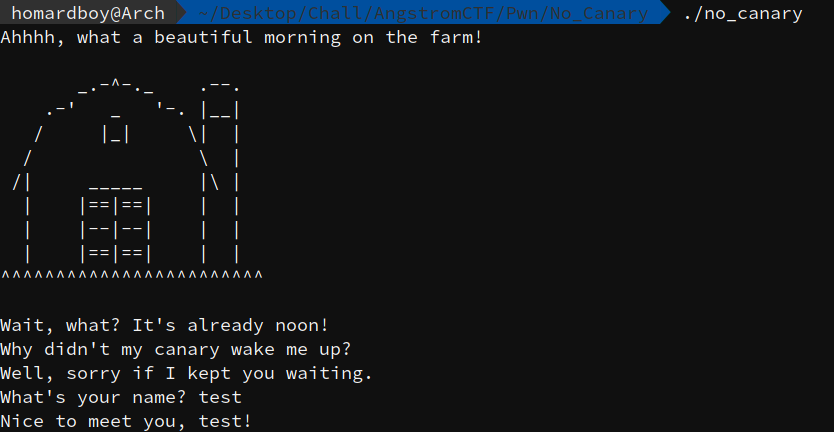 homardboy@Arch ~/Desktop/Chall/AngstromCTF/Pwn/No_Canary ./no_canary
Ahhhh, what a beautiful morning on the farm!

       _.-^-._    .--.
    .-'   _   '-. |__|
   /     |_|     \|  |
  /               \  |
 /|     _____     |\ |
  |    |==|==|    |  |
  |    |--|--|    |  |
  |    |==|==|    |  |
^^^^^^^^^^^^^^^^^^^^^^^^

Wait, what? It's already noon!
Why didn't my canary wake me up?
Well, sorry if I kept you waiting.
What's your name? test
Nice to meet you, test!